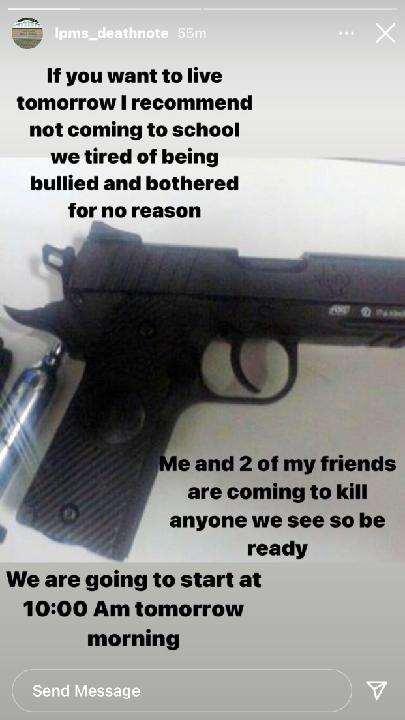 lpms_deathnote 55m
If you want to live
tomorrow I recommend
not coming to school
we tired of being
bullied and bothered
for no reason
Me and 2 of my friends
are coming to kill
anyone we see so be
ready
We are going to start at
10:00 Am tomorrow
morning
Send Message